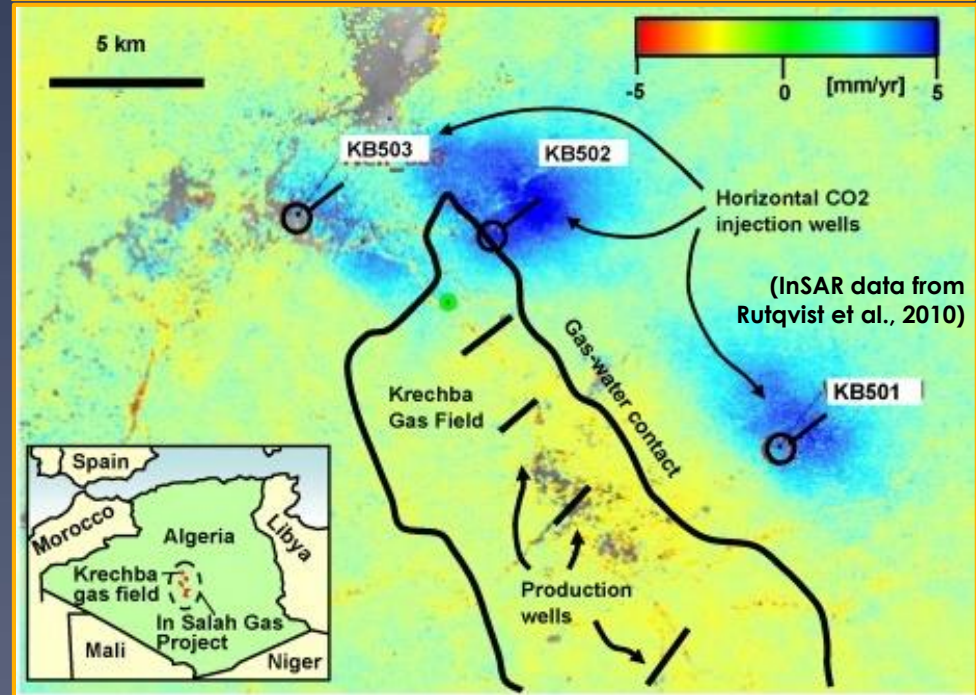 5 km
-5
0
[mm/yr]
5
KB503
KB502
Horizontal CO2
injection wells
(InSAR data from
Rutqvist et al., 2010)
KB501
Krechba
Gas Field
Gas-water contact
Production
wells
Spain
Morocco
Algeria
Libya
Krechba
gas field
In Salah Gas
Project
Mali
Niger